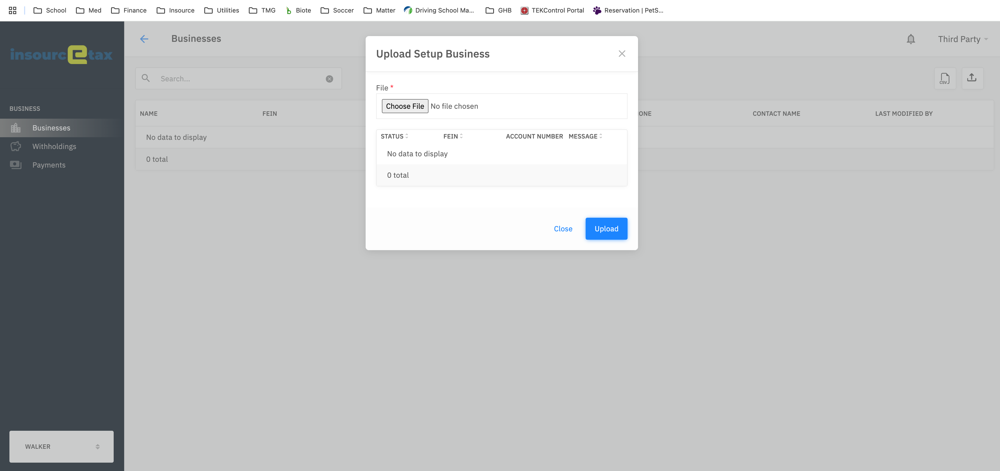 School Med Finance Insource Utilities TMG Biote Soccer Matter Driving School Ma... GHB TEKControl Portal Reservation | PetS...
insourcetax
Businesses
Third Party
Search...
csv
BUSINESS
Businesses
Withholdings
Payments
NAME FEIN ONE CONTACT NAME LAST MODIFIED BY
No data to display
0 total
Upload Setup Business
File *
Choose File No file chosen
STATUS FEIN ACCOUNT NUMBER MESSAGE
No data to display
0 total
Close Upload
WALKER